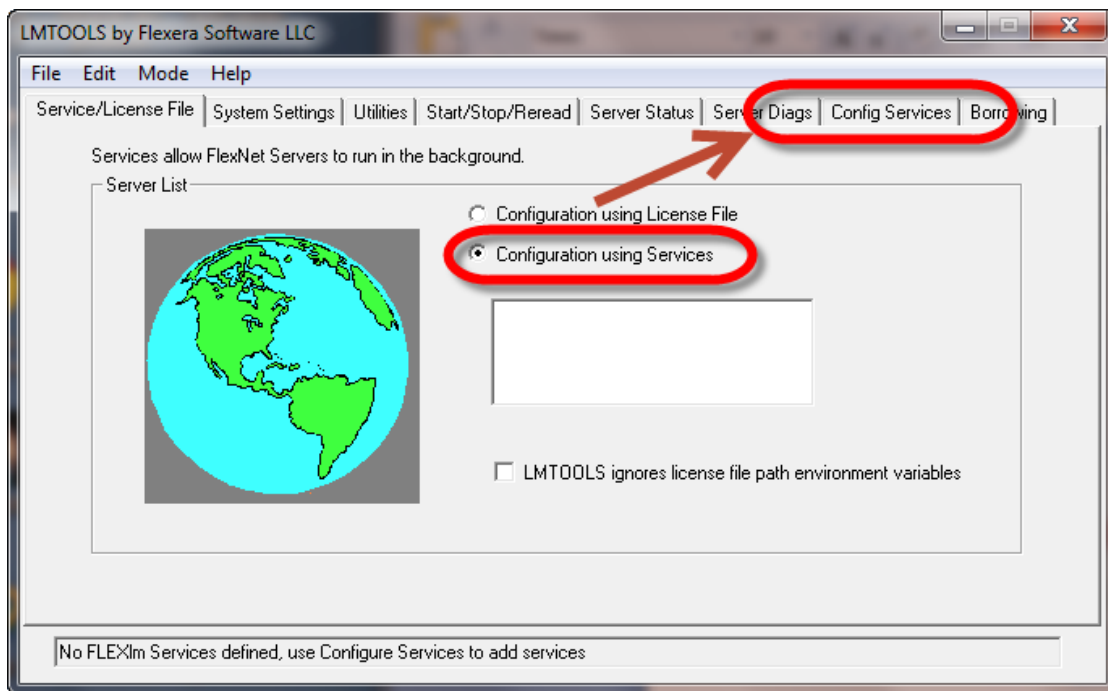 LMTOOLS by Flexera Software LLC
File Edit Mode Help
Service/License File System Settings Utilities Start/Stop/Reread Server Status Server Diags Config Services Borrowing
Services allow FlexNet Servers to run in the background.
Server List
Configuration using License File
Configuration using Services
LMTOOLS ignores license file path environment variables
No FLEXlm Services defined, use Configure Services to add services